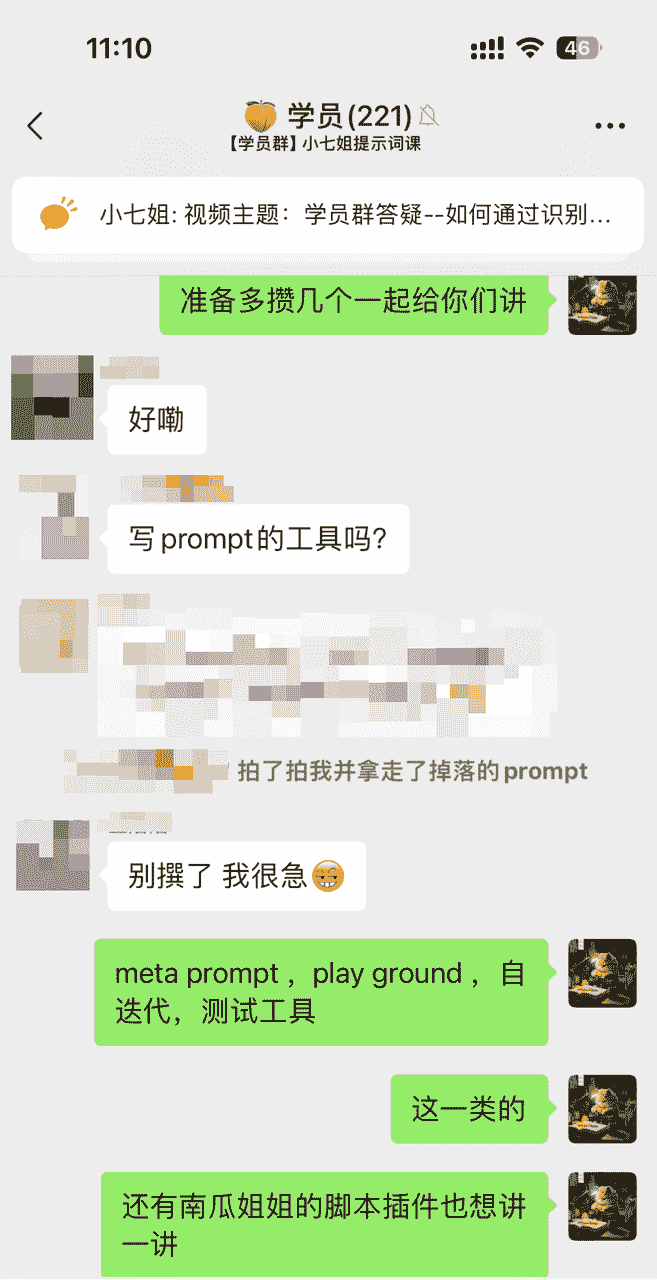 11:10
46
学员(221)
【学员群】小七姐提示词课
小七姐: 视频主题：学员群答疑--如何通过识别...
准备多攒几个一起给你们讲
好嘞
写prompt的工具吗?
拍了拍我并拿走了掉落的prompt
别撰了 我很急
meta prompt ，play ground ，自
迭代，测试工具
这一类的
还有南瓜姐姐的脚本插件也想讲
一讲